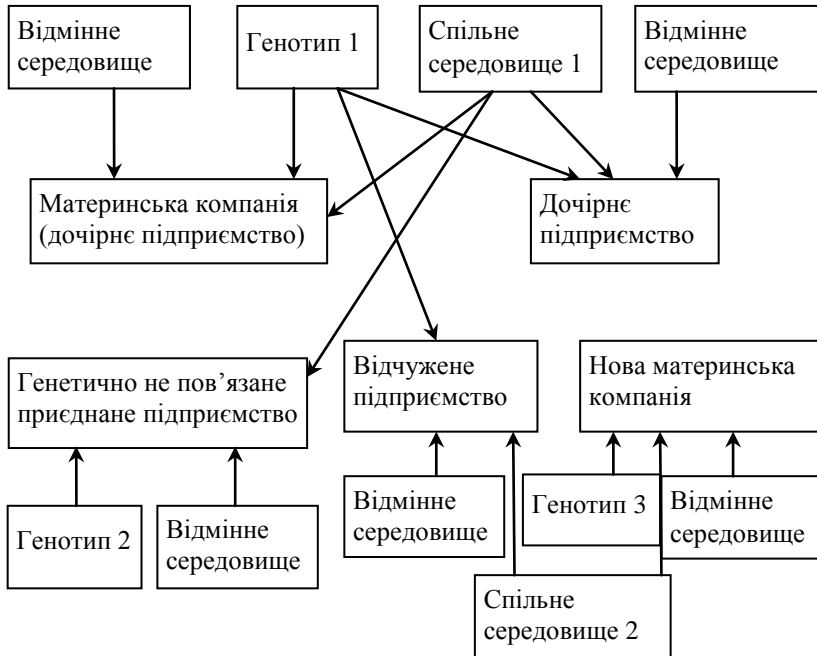 Відмінне
середовище
Генотип 1
Спільне
середовище 1
Відмінне
середовище
Материнська компанія
(дочірнє підприємство)
Дочірнє
підприємство
Генетично не пов’язане
приєднане підприємство
Відчужене
підприємство
Нова материнська
компанія
Генотип 2
Відмінне
середовище
Відмінне
середовище
Генотип 3
Відмінне
середовище
Спільне
середовище 2